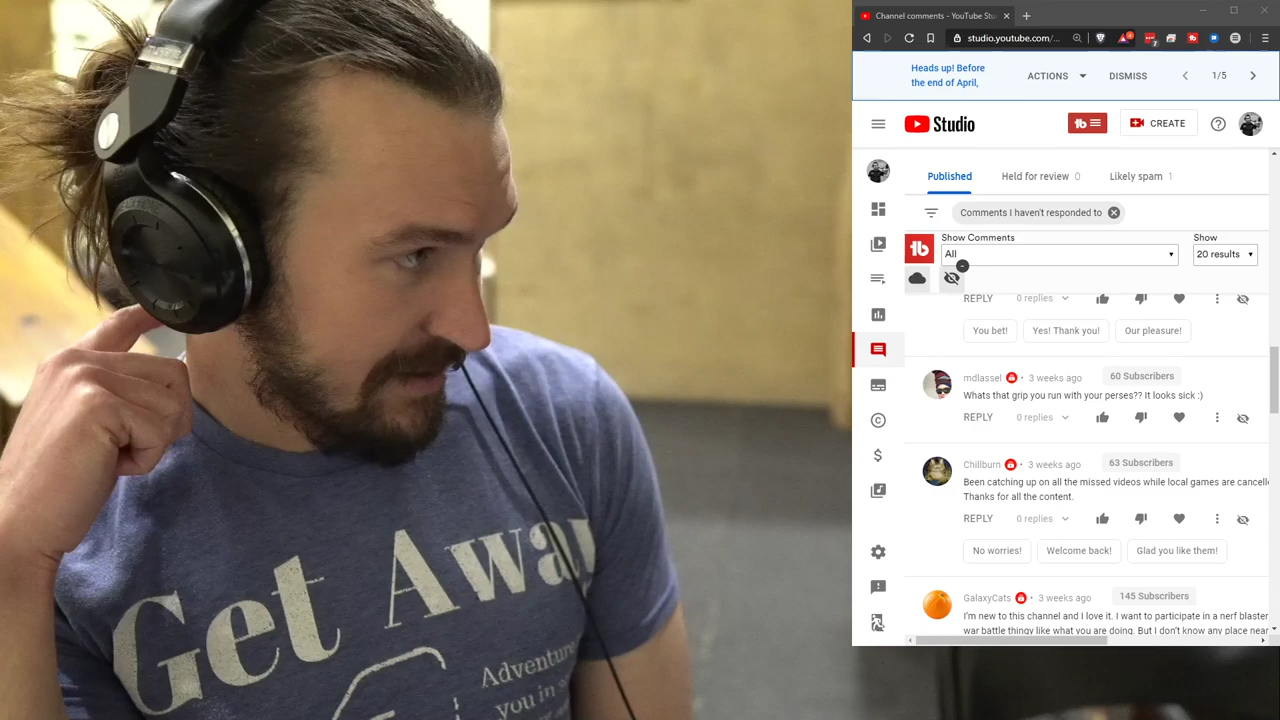 Channel comments - YouTube Stu
studio.youtube.com/...
4
7
Heads up! Before
the end of April,
ACTIONS
DISMISS
1/5
Studio
tb
CREATE
Published
Held for review 0
Likely spam 1
Comments I haven't responded to
tb
Show Comments
All
Show
20 results
REPLY
0 replies
You bet!
Yes! Thank you!
Our pleasure!
mdlassel • 3 weeks ago
60 Subscribers
Whats that grip you run with your perses?? It looks sick :)
REPLY
0 replies
Chillburn • 3 weeks ago
63 Subscribers
Been catching up on all the missed videos while local games are cancelle
Thanks for all the content.
REPLY
0 replies
No worries!
Welcome back!
Glad you like them!
GalaxyCats • 3 weeks ago
145 Subscribers
I'm new to this channel and I love it. I want to participate in a nerf blaster
war battle thingy like what you are doing. But I don't know any place near
Get Away
Adventure
you in so